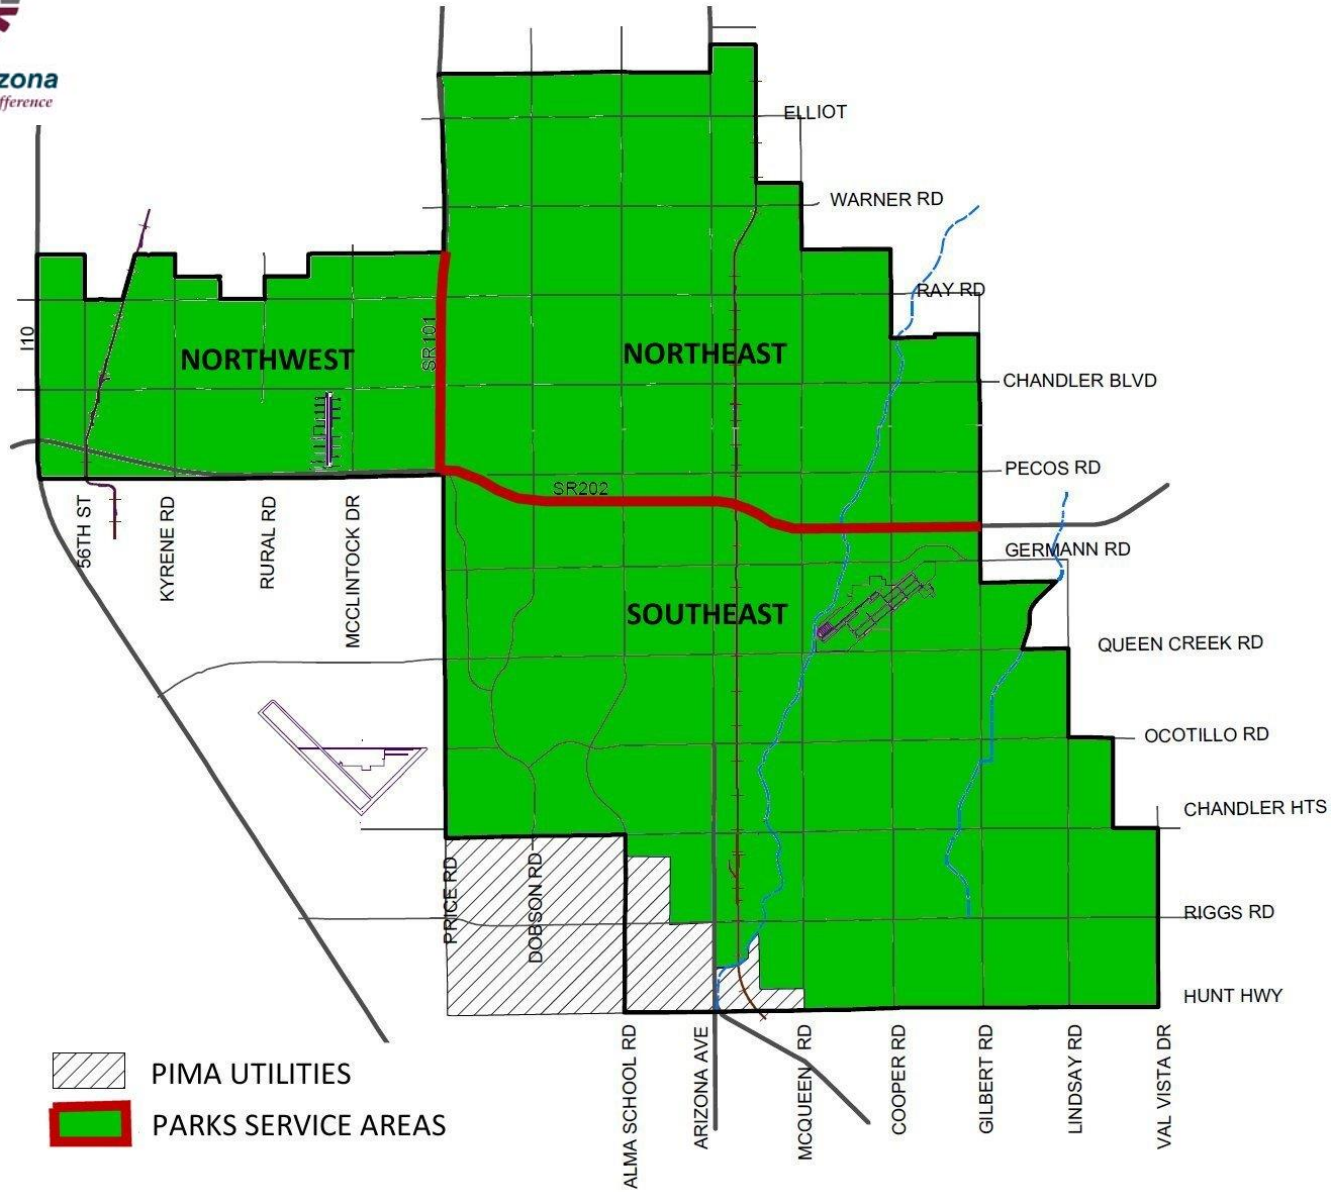 zona
fference
ELLIOT
WARNER RD
RAY RD
I10
SR101
NORTHWEST
NORTHEAST
CHANDLER BLVD
PECOS RD
SR202
56TH ST
KYRENE RD
RURAL RD
MCCLINTOCK DR
GERMANN RD
SOUTHEAST
QUEEN CREEK RD
OCOTILLO RD
CHANDLER HTS
PRICE RD
DOBSON RD
RIGGS RD
HUNT HWY
ALMA SCHOOL RD
ARIZONA AVE
MCQUEEN RD
COOPER RD
GILBERT RD
LINDSAY RD
VAL VISTA DR
PIMA UTILITIES
PARKS SERVICE AREAS